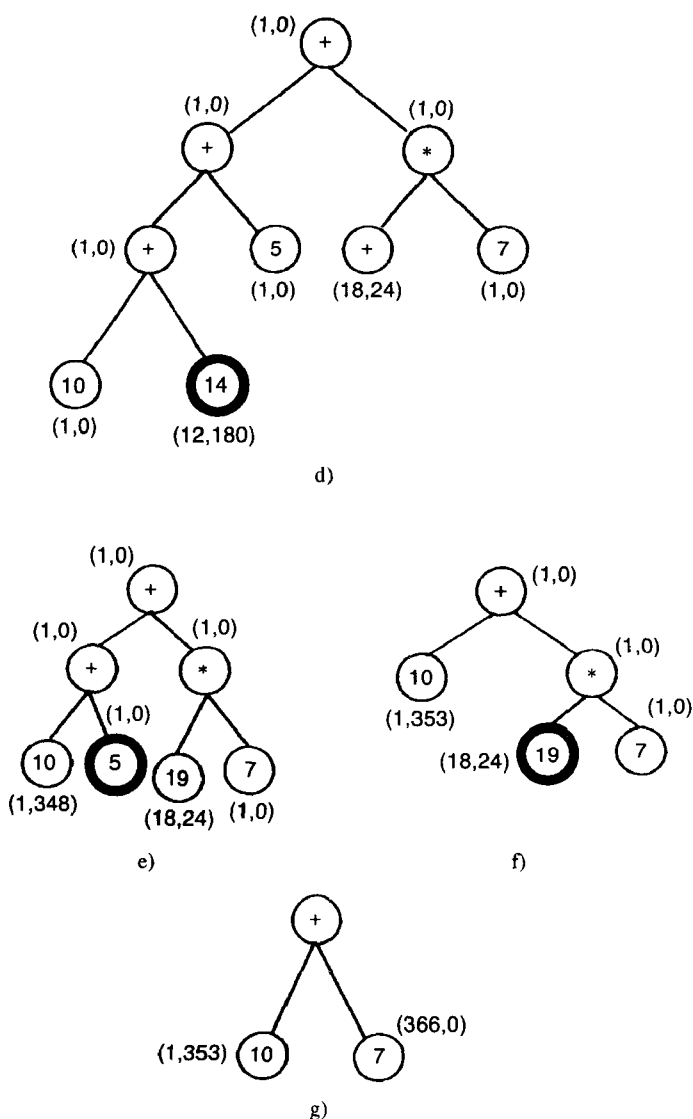 (1,0) +
(1,0) (1,0)
+ *
(1,0) + 5 + 7
(1,0) (18,24) (1,0)
10 14
(1,0) (12,180)
d)
(1,0) +
(1,0) (1,0)
+ *
(1,0)
10 5 19 7
(1,348) (18,24) (1,0)
e)
+ (1,0)
10 * (1,0)
(1,353) (1,0)
(18,24) 19 7
f)
+
(366,0)
(1,353) 10 7
g)